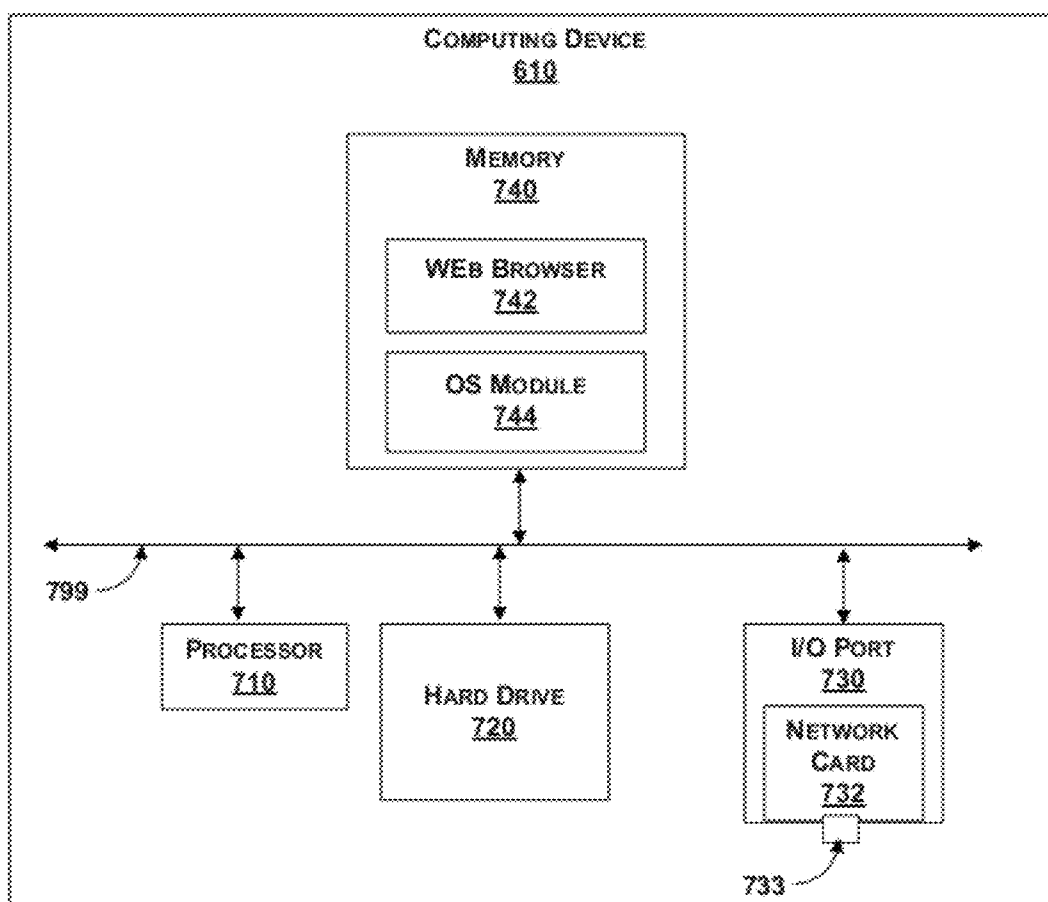 COMPUTING DEVICE
610
MEMORY
740
WEB BROWSER
742
OS MODULE
744
799
PROCESSOR
710
HARD DRIVE
720
I/O PORT
730
NETWORK
CARD
732
733